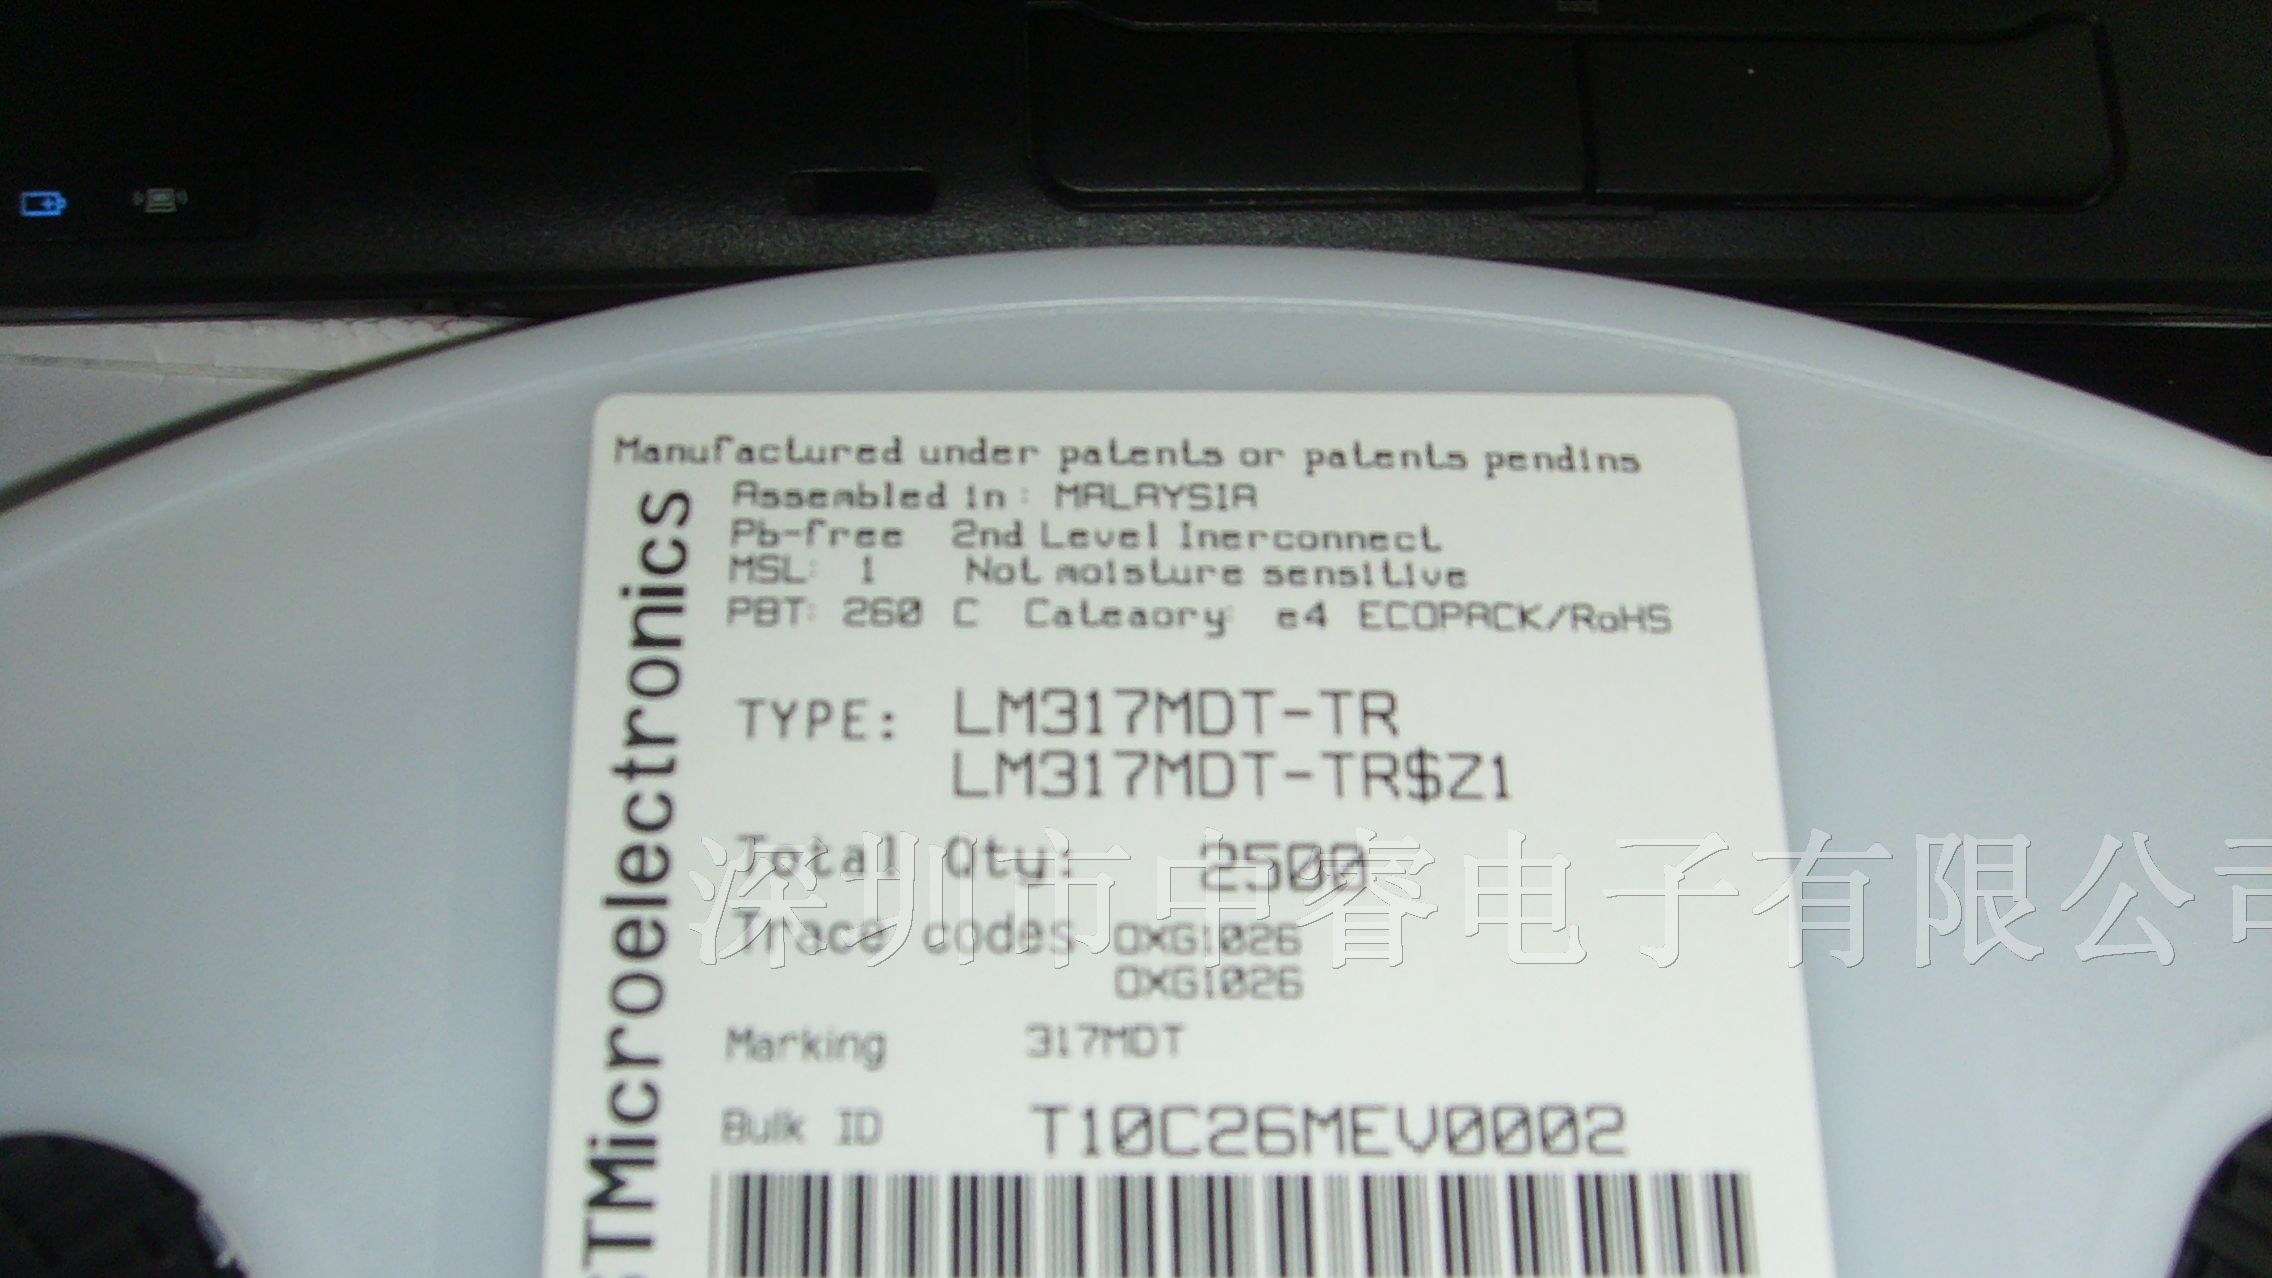 Manufactured under patents or patents pending
Assembled in : MALAYSIA
Pb-free 2nd Level Inerconnect
MSL: 1 Not moisture sensitive
PBT: 260 C Category: e4 ECOPACK/RoHS
TYPE: LM317MDT-TR
LM317MDT-TR$Z1
Total Qty: 2500
Trace codes OXG1026
OXG1026
Marking 317MDT
Bulk ID T10C26MEV0002
STMicroelectronics
深圳市中睿电子有限公司